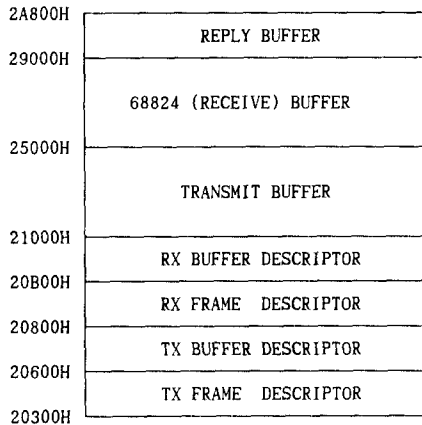 2A800H
REPLY BUFFER
29000H
68824 (RECEIVE) BUFFER
25000H
TRANSMIT BUFFER
21000H
RX BUFFER DESCRIPTOR
20B00H
RX FRAME DESCRIPTOR
20800H
TX BUFFER DESCRIPTOR
20600H
TX FRAME DESCRIPTOR
20300H